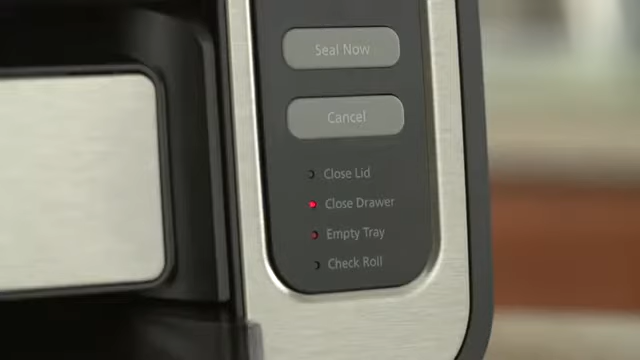 Seal Now
Cancel
Close Lid
Close Drawer
Empty Tray
Check Roll